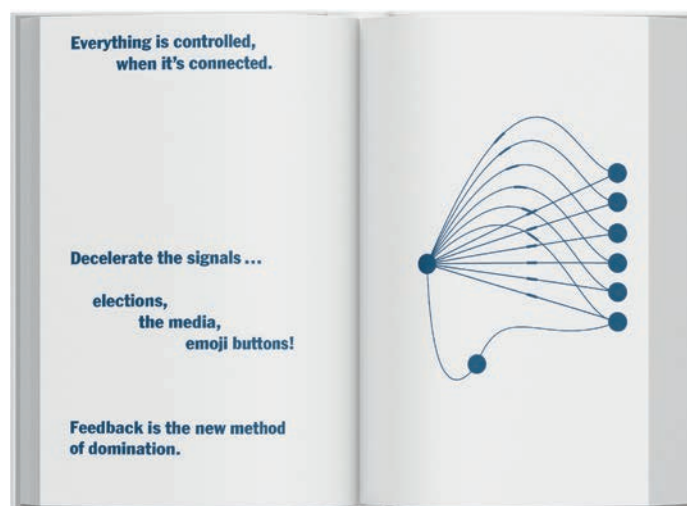 Everything is controlled,
when it's connected.
Decelerate the signals ...
elections,
the media,
emoji buttons!
Feedback is the new method
of domination.